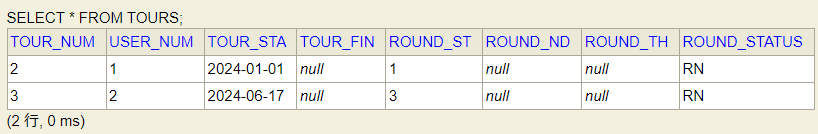 SELECT * FROM TOURS;
TOUR_NUM USER_NUM TOUR_STA TOUR_FIN ROUND_ST ROUND_ND ROUND_TH ROUND_STATUS
2 1 2024-01-01 null 1 null null RN
3 2 2024-06-17 null 3 null null RN
(2 行, 0 ms)